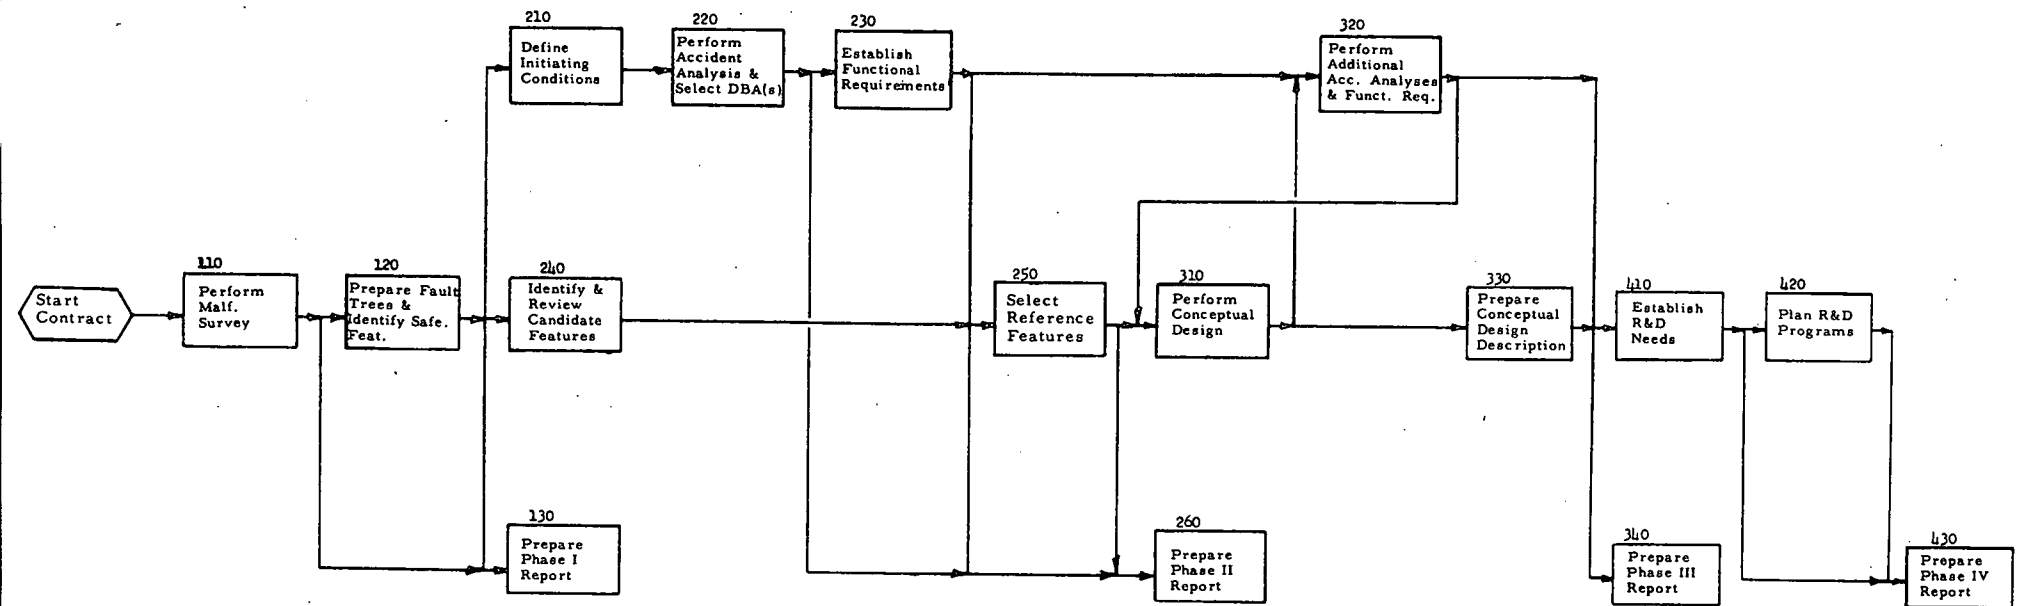 Start
Contract
110
Perform
Malf.
Survey
120
Prepare Fault
Trees &
Identify Safe.
Feat.
130
Prepare
Phase I
Report
210
Define
Initiating
Conditions
220
Perform
Accident
Analysis &
Select DBA(s)
230
Establish
Functional
Requirements
240
Identify &
Review
Candidate
Features
250
Select
Reference
Features
260
Prepare
Phase II
Report
310
Perform
Conceptual
Design
320
Perform
Additional
Acc. Analyses
& Funct. Req.
330
Prepare
Conceptual
Design
Description
340
Prepare
Phase III
Report
410
Establish
R&D
Needs
420
Plan R&D
Programs
430
Prepare
Phase IV
Report